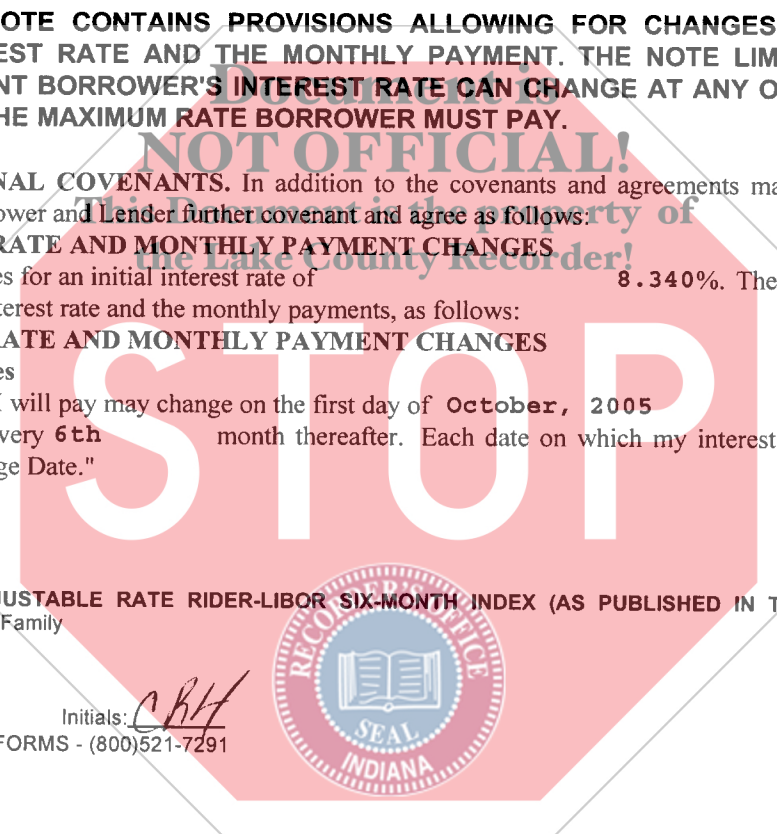 OTE CONTAINS PROVISIONS ALLOWING FOR CHANGES
EST RATE AND THE MONTHLY PAYMENT. THE NOTE LIM
NT BORROWER'S INTEREST RATE CAN CHANGE AT ANY O
HE MAXIMUM RATE BORROWER MUST PAY.
Document is
NOT OFFICIAL!
This Document is the property of
the Lake County Recorder!
NAL COVENANTS. In addition to the covenants and agreements ma
ower and Lender further covenant and agree as follows:
RATE AND MONTHLY PAYMENT CHANGES
es for an initial interest rate of 8.340%. The
terest rate and the monthly payments, as follows:
RATE AND MONTHLY PAYMENT CHANGES
es
I will pay may change on the first day of October, 2005
very 6th month thereafter. Each date on which my interest
ge Date."
STOP
JUSTABLE RATE RIDER-LIBOR SIX-MONTH INDEX (AS PUBLISHED IN T
Family
RECORDER'S OFFICE
SEAL
INDIANA
Initials: CRH
FORMS - (800)521-7291